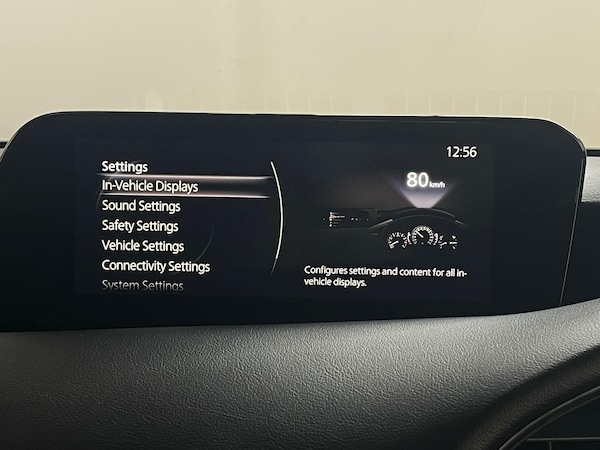 12:56
Settings
In-Vehicle Displays
Sound Settings
Safety Settings
Vehicle Settings
Connectivity Settings
System Settings
80 km/h
Configures settings and content for all in-
vehicle displays.